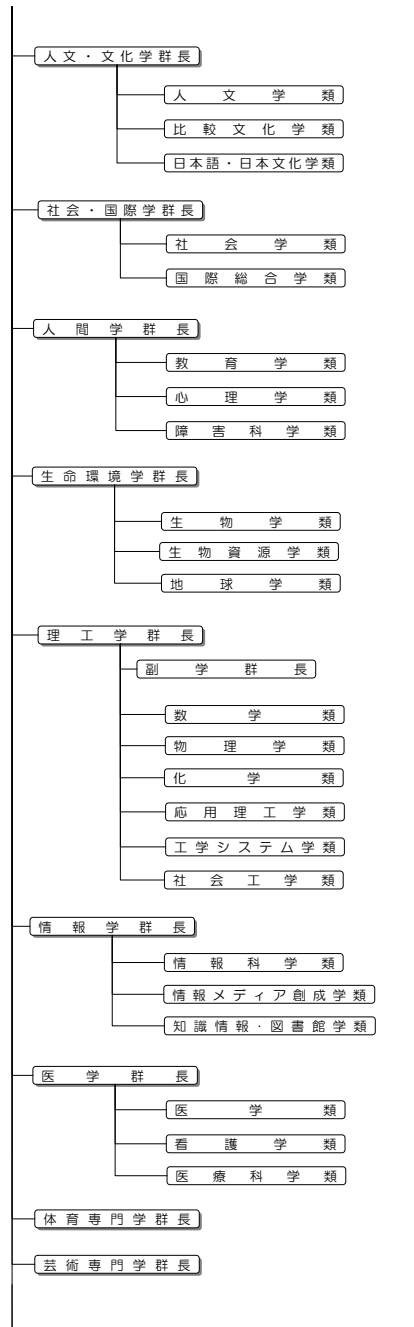 人文・文化学群長
人文学類
比較文化学類
日本語・日本文化学類
社会・国際学群長
社会学類
国際総合学類
人間学群長
教育学類
心理学類
障害科学類
生命環境学群長
生物学類
生物資源学類
地球学類
理工学群長
副学群長
数学類
物理学類
化学類
応用理工学類
工学システム学類
社会工学類
情報学群長
情報科学類
情報メディア創成学類
知識情報・図書館学類
医学群長
医学類
看護学類
医療科学類
体育専門学群長
芸術専門学群長